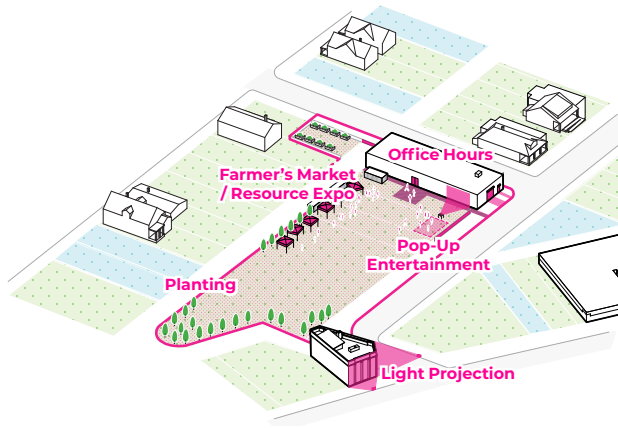 Office Hours
Farmer's Market
/ Resource Expo
Pop-Up
Entertainment
Planting
Light Projection